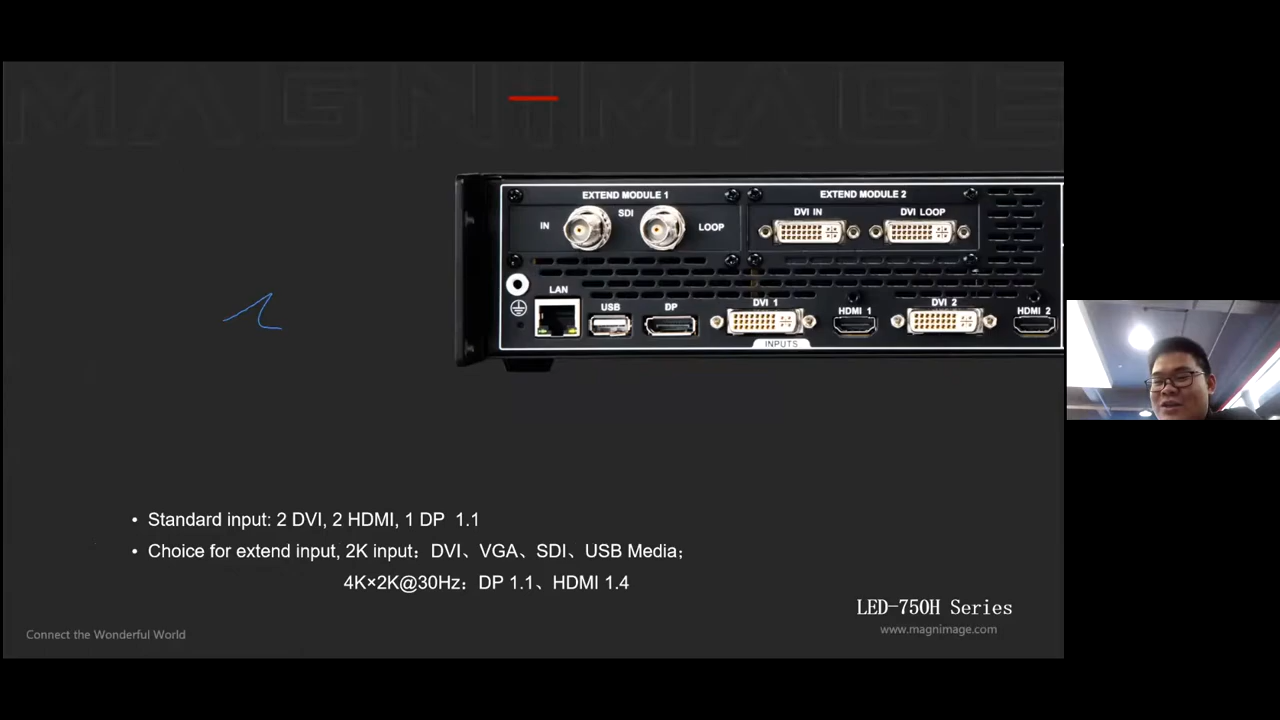 MAGNIMAGE
EXTEND MODULE 1
EXTEND MODULE 2
IN
SDI
LOOP
DVI IN
DVI LOOP
LAN
USB
DP
DVI 1
HDMI 1
DVI 2
HDMI 2
INPUTS
• Standard input: 2 DVI, 2 HDMI, 1 DP 1.1
• Choice for extend input, 2K input：DVI、VGA、SDI、USB Media；
4K×2K@30Hz：DP 1.1、HDMI 1.4
LED-750H Series
Connect the Wonderful World
www.magnimage.com